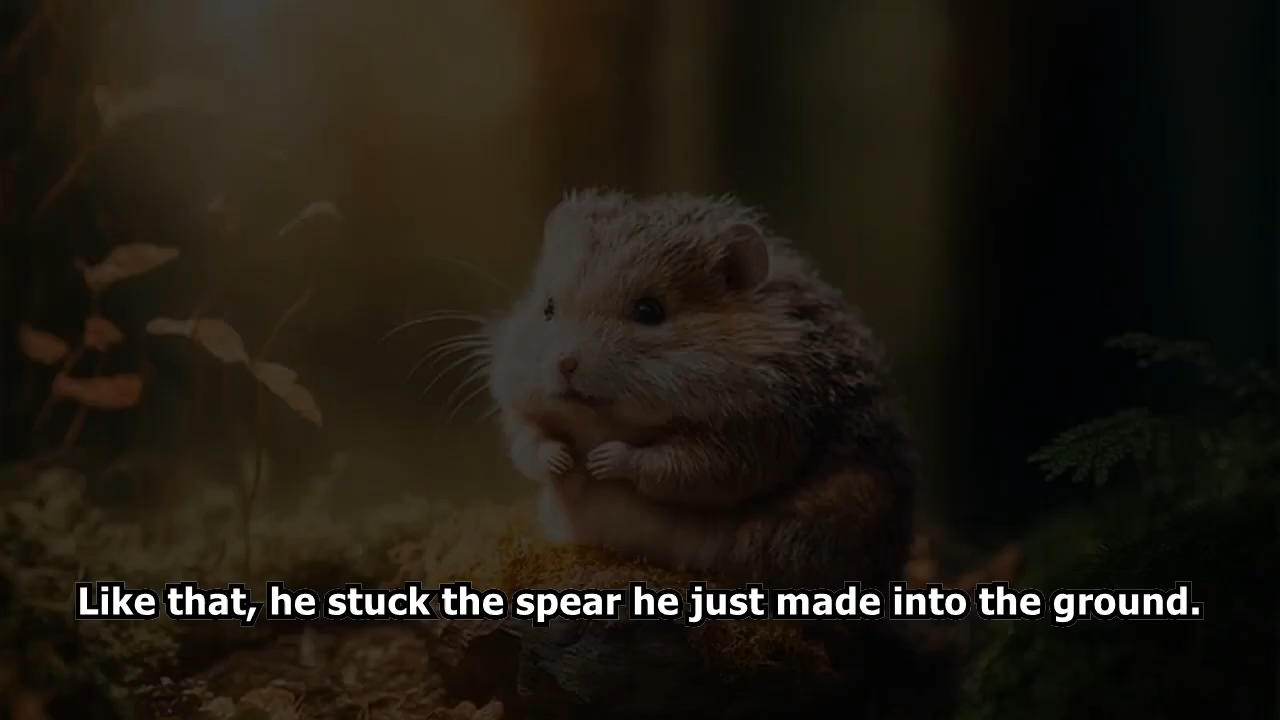 Like that, he stuck the spear he just made into the ground.